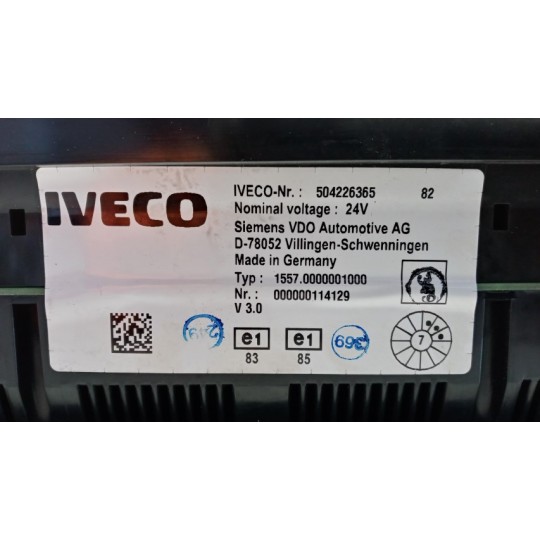 IVECO
IVECO-Nr. : 504226365 82
Nominal voltage : 24V
Siemens VDO Automotive AG
D-78052 Villingen-Schwenningen
Made in Germany
Typ : 1557.0000001000
Nr. : 000000114129
V 3.0
e1 e1
83 85
369
7